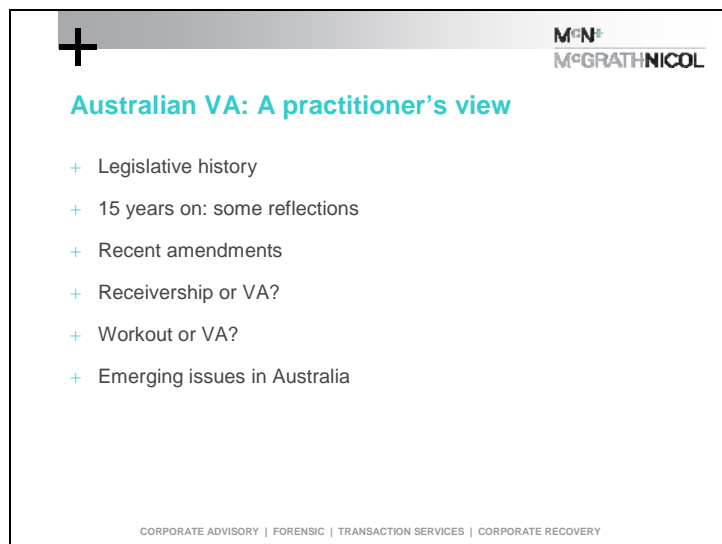 McN+
McGRATHNICOL
Australian VA: A practitioner's view
+ Legislative history
+ 15 years on: some reflections
+ Recent amendments
+ Receivership or VA?
+ Workout or VA?
+ Emerging issues in Australia
CORPORATE ADVISORY | FORENSIC | TRANSACTION SERVICES | CORPORATE RECOVERY